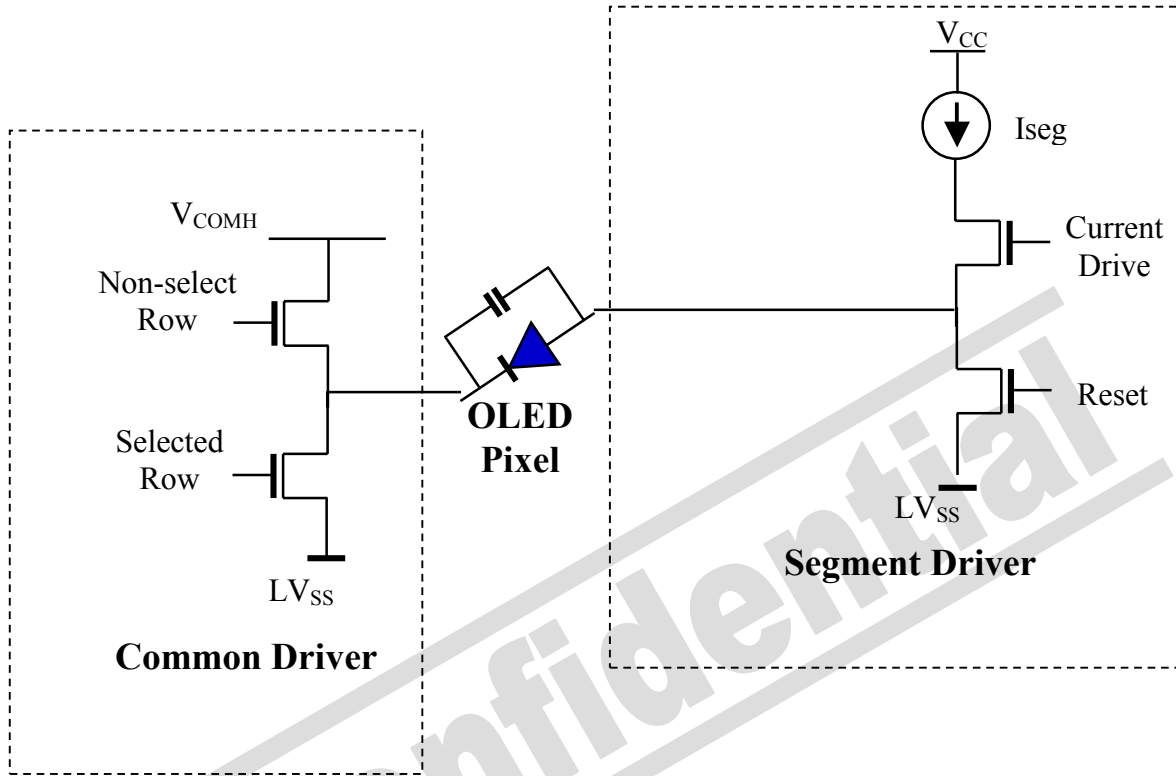 V_CC
Iseg
Current
Drive
V_COMH
Non-select
Row
OLED
Pixel
Selected
Row
Reset
LV_SS
LV_SS
Segment Driver
Common Driver
onfidential